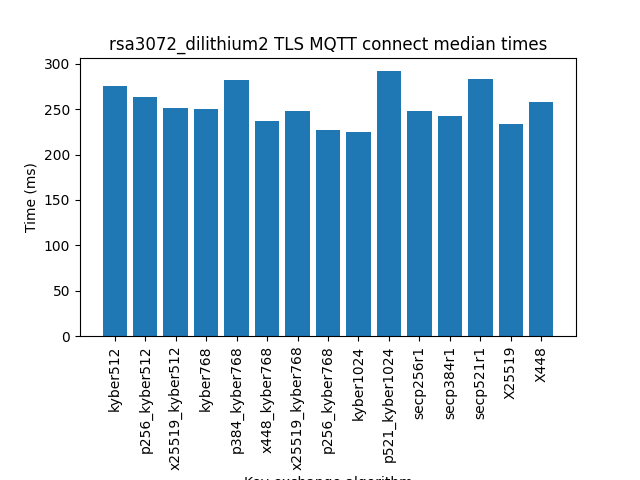 rsa3072_dilithium2 TLS MQTT connect median times
Time (ms)
300
250
200
150
100
50
0
kyber512
p256_kyber512
x25519_kyber512
kyber768
p384_kyber768
x448_kyber768
x25519_kyber768
p256_kyber768
kyber1024
p521_kyber1024
secp256r1
secp384r1
secp521r1
X25519
X448
Key exchange algorithm